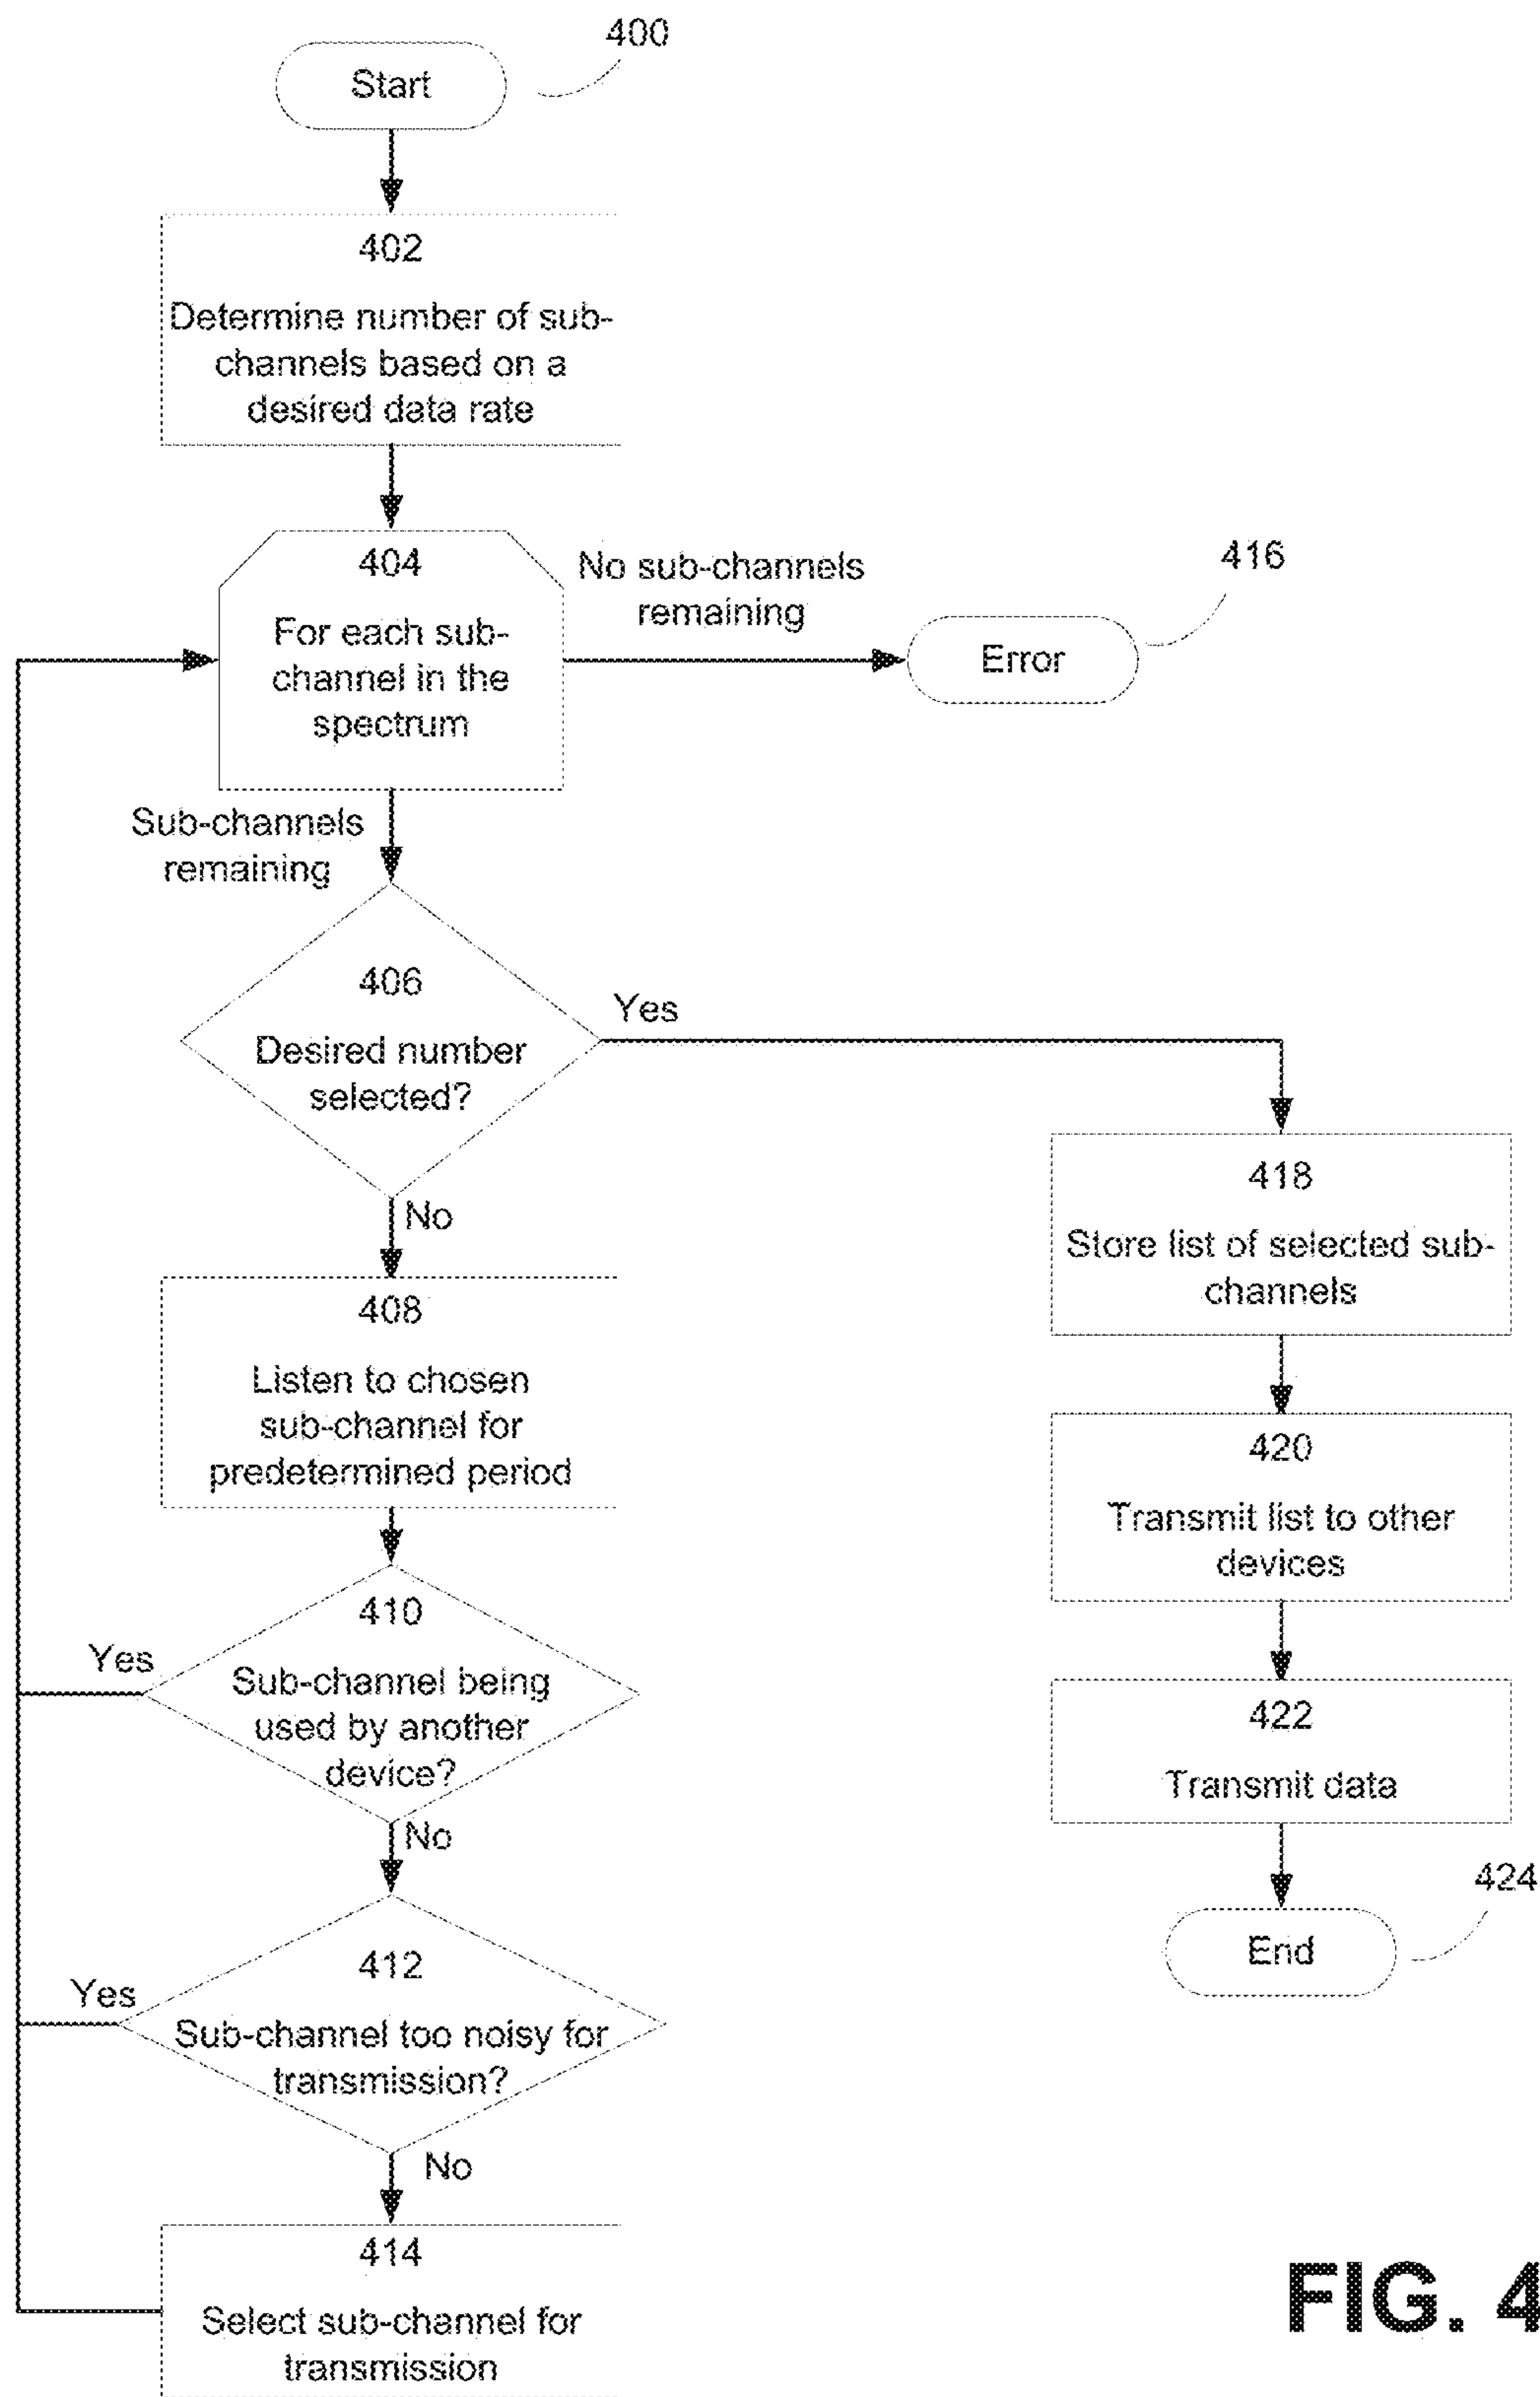 400
Start
402
Determine number of sub-
channels based on a
desired data rate
404
For each sub-
channel in the
spectrum
No sub-channels
remaining
416
Error
Sub-channels
remaining
406
Desired number
selected?
Yes
No
408
Listen to chosen
sub-channel for
predetermined period
410
Sub-channel being
used by another
device?
Yes
No
412
Sub-channel too noisy for
transmission?
Yes
No
414
Select sub-channel for
transmission
418
Store list of selected sub-
channels
420
Transmit list to other
devices
422
Transmit data
424
End
FIG. 4